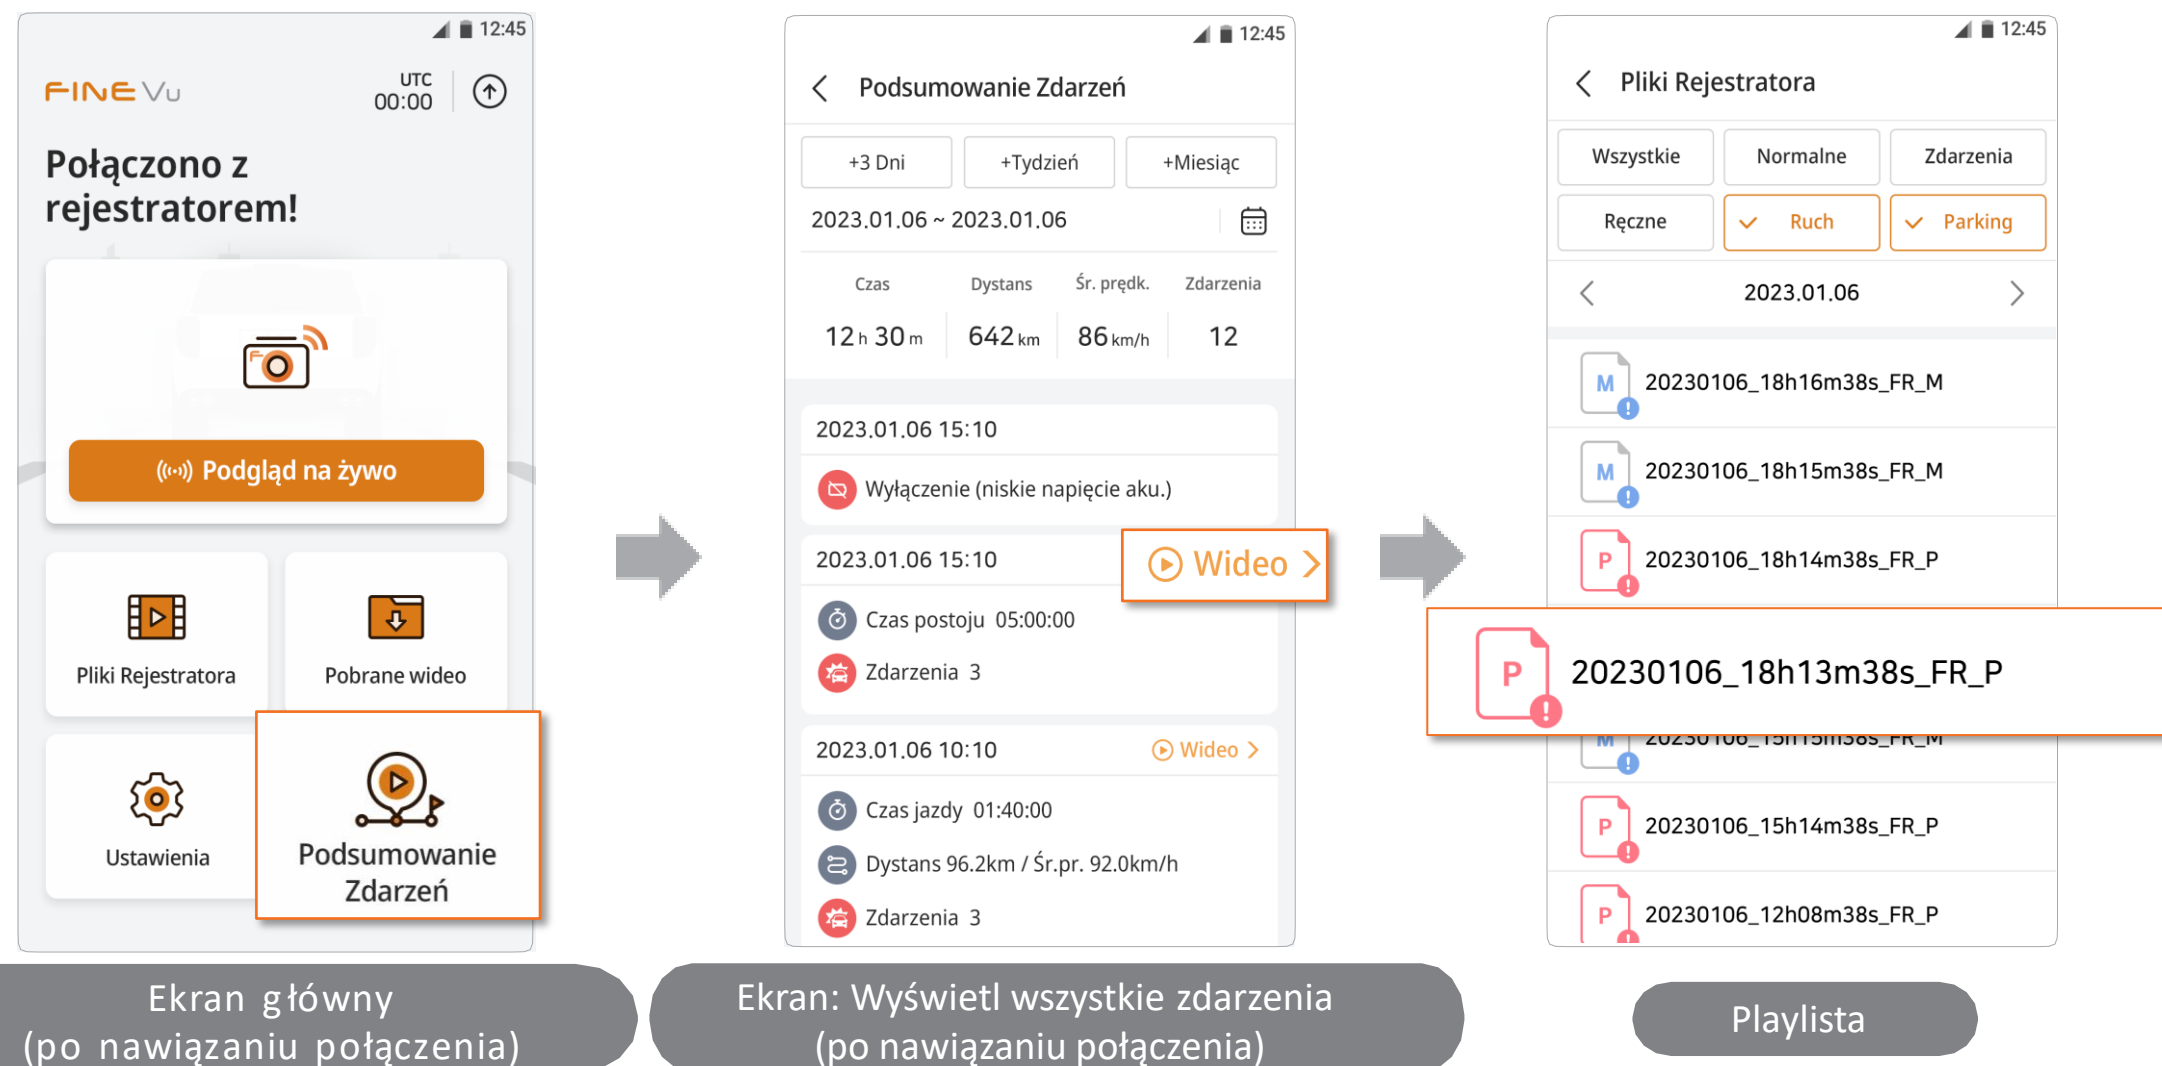 12:45
FINEVu
UTC
00:00
Połączono z
rejestratorem!
Podgląd na żywo
Pliki Rejestratora
Pobrane wideo
Ustawienia
Podsumowanie
Zdarzeń
Ekran główny
(po nawiązaniu połączenia)
12:45
Podsumowanie Zdarzeń
+3 Dni
+Tydzień
+Miesiąc
2023.01.06 ~ 2023.01.06
Czas
Dystans
Śr. prędk.
Zdarzenia
12 h 30 m
642 km
86 km/h
12
2023.01.06 15:10
Wyłączenie (niskie napięcie aku.)
2023.01.06 15:10
Wideo
Czas postoju 05:00:00
Zdarzenia 3
2023.01.06 10:10
Wideo
Czas jazdy 01:40:00
Dystans 96.2km / Śr.pr. 92.0km/h
Zdarzenia 3
Ekran: Wyświetl wszystkie zdarzenia
(po nawiązaniu połączenia)
12:45
Pliki Rejestratora
Wszystkie
Normalne
Zdarzenia
Ręczne
Ruch
Parking
2023.01.06
M 20230106_18h16m38s_FR_M
M 20230106_18h15m38s_FR_M
P 20230106_18h14m38s_FR_P
P 20230106_18h13m38s_FR_P
M 20230106_15h15m38s_FR_M
P 20230106_15h14m38s_FR_P
P 20230106_12h08m38s_FR_P
Playlista